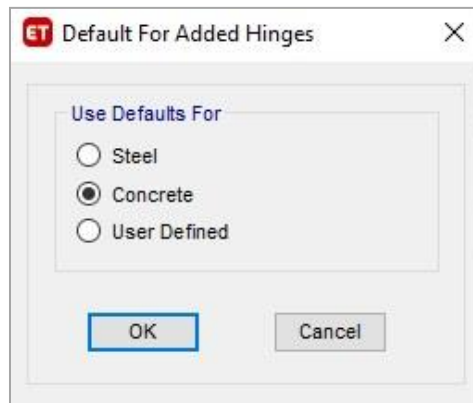 ET Default For Added Hinges
Use Defaults For
Steel
Concrete
User Defined
OK Cancel